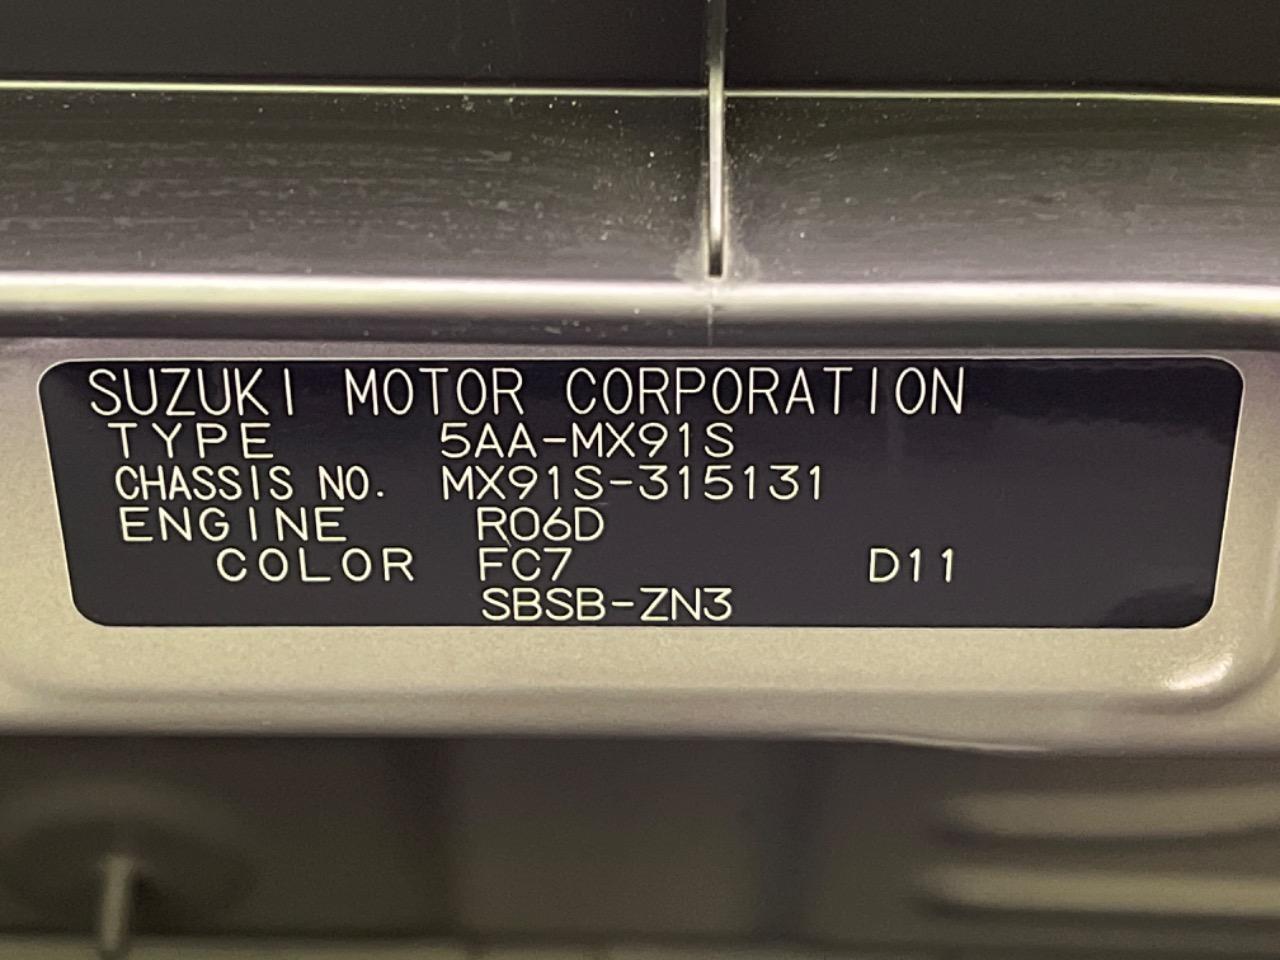 SUZUKI MOTOR CORPORATION
TYPE 5AA-MX91S
CHASSIS NO. MX91S-315131
ENGINE R06D
COLOR FC7 D11
SBSB-ZN3